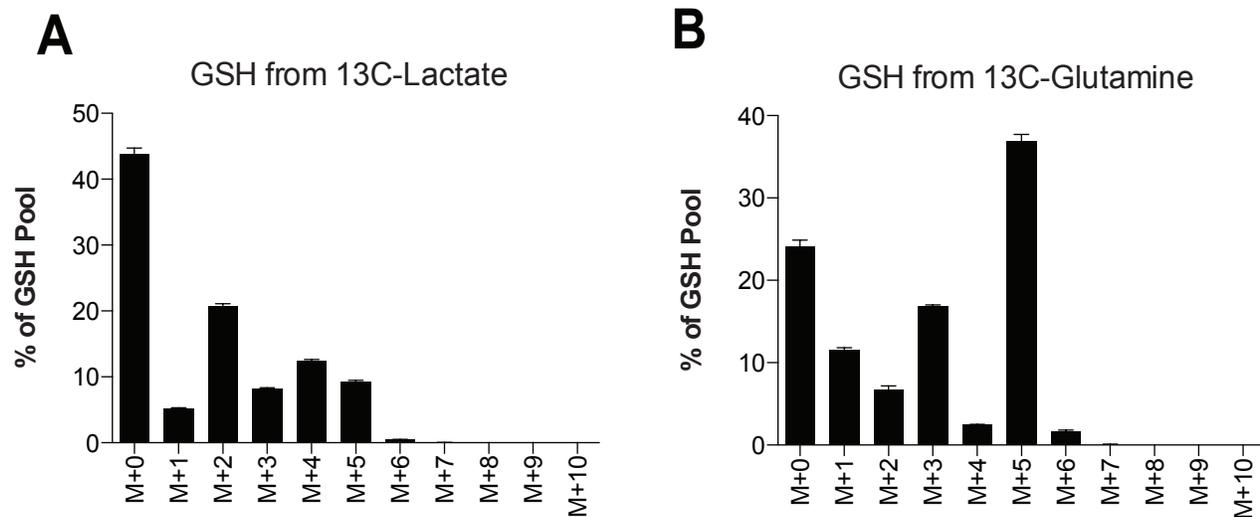 A
GSH from 13C-Lactate
% of GSH Pool
50
40
30
20
10
0
M+0
M+1
M+2
M+3
M+4
M+5
M+6
M+7
M+8
M+9
M+10
B
GSH from 13C-Glutamine
% of GSH Pool
40
30
20
10
0
M+0
M+1
M+2
M+3
M+4
M+5
M+6
M+7
M+8
M+9
M+10